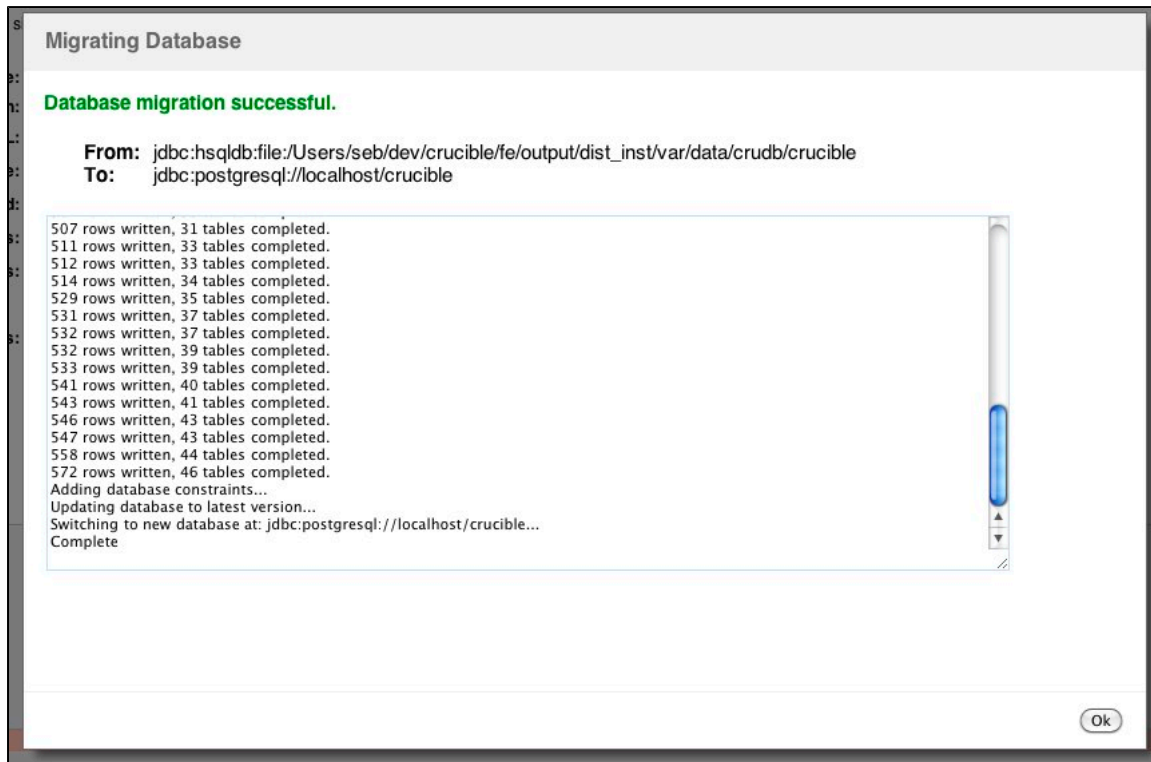 Migrating Database
Database migration successful.
From: jdbc:hsqldb:file:/Users/seb/dev/crucible/fe/output/dist_inst/var/data/crudb/crucible
To: jdbc:postgresql://localhost/crucible
507 rows written, 31 tables completed.
511 rows written, 33 tables completed.
512 rows written, 33 tables completed.
514 rows written, 34 tables completed.
529 rows written, 35 tables completed.
531 rows written, 37 tables completed.
532 rows written, 37 tables completed.
532 rows written, 39 tables completed.
533 rows written, 39 tables completed.
541 rows written, 40 tables completed.
543 rows written, 41 tables completed.
546 rows written, 43 tables completed.
547 rows written, 43 tables completed.
558 rows written, 44 tables completed.
572 rows written, 46 tables completed.
Adding database constraints...
Updating database to latest version...
Switching to new database at: jdbc:postgresql://localhost/crucible...
Complete
Ok